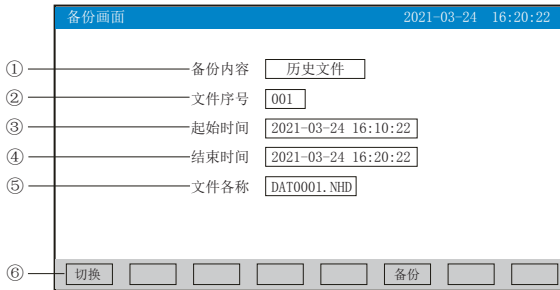 备份画面 2021-03-24 16:20:22
① 备份内容 历史文件
② 文件序号 001
③ 起始时间 2021-03-24 16:10:22
④ 结束时间 2021-03-24 16:20:22
⑤ 文件各称 DAT0001.NHD
⑥ 切换 备份